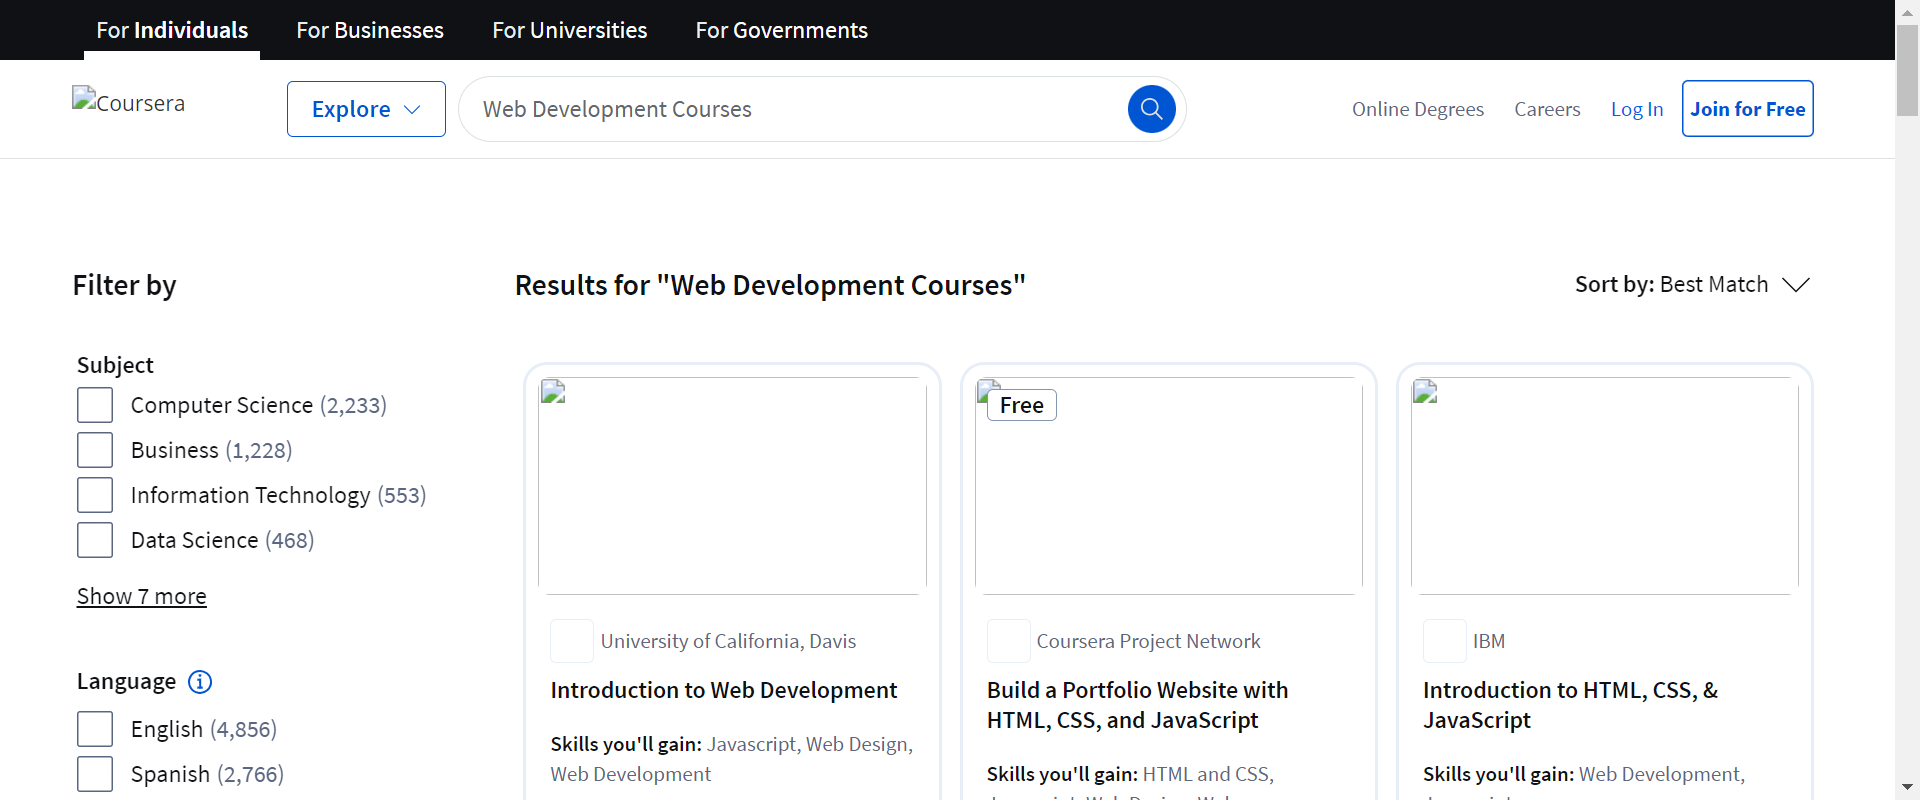 For Individuals
For Businesses
For Universities
For Governments
Coursera
Explore
Web Development Courses
Online Degrees
Careers
Log In
Join for Free
Filter by
Results for "Web Development Courses"
Sort by: Best Match
Subject
Computer Science (2,233)
Business (1,228)
Information Technology (553)
Data Science (468)
Show 7 more
Language
English (4,856)
Spanish (2,766)
University of California, Davis
Introduction to Web Development
Skills you'll gain: Javascript, Web Design,
Web Development
Free
Coursera Project Network
Build a Portfolio Website with
HTML, CSS, and JavaScript
Skills you'll gain: HTML and CSS,
IBM
Introduction to HTML, CSS, &
JavaScript
Skills you'll gain: Web Development,